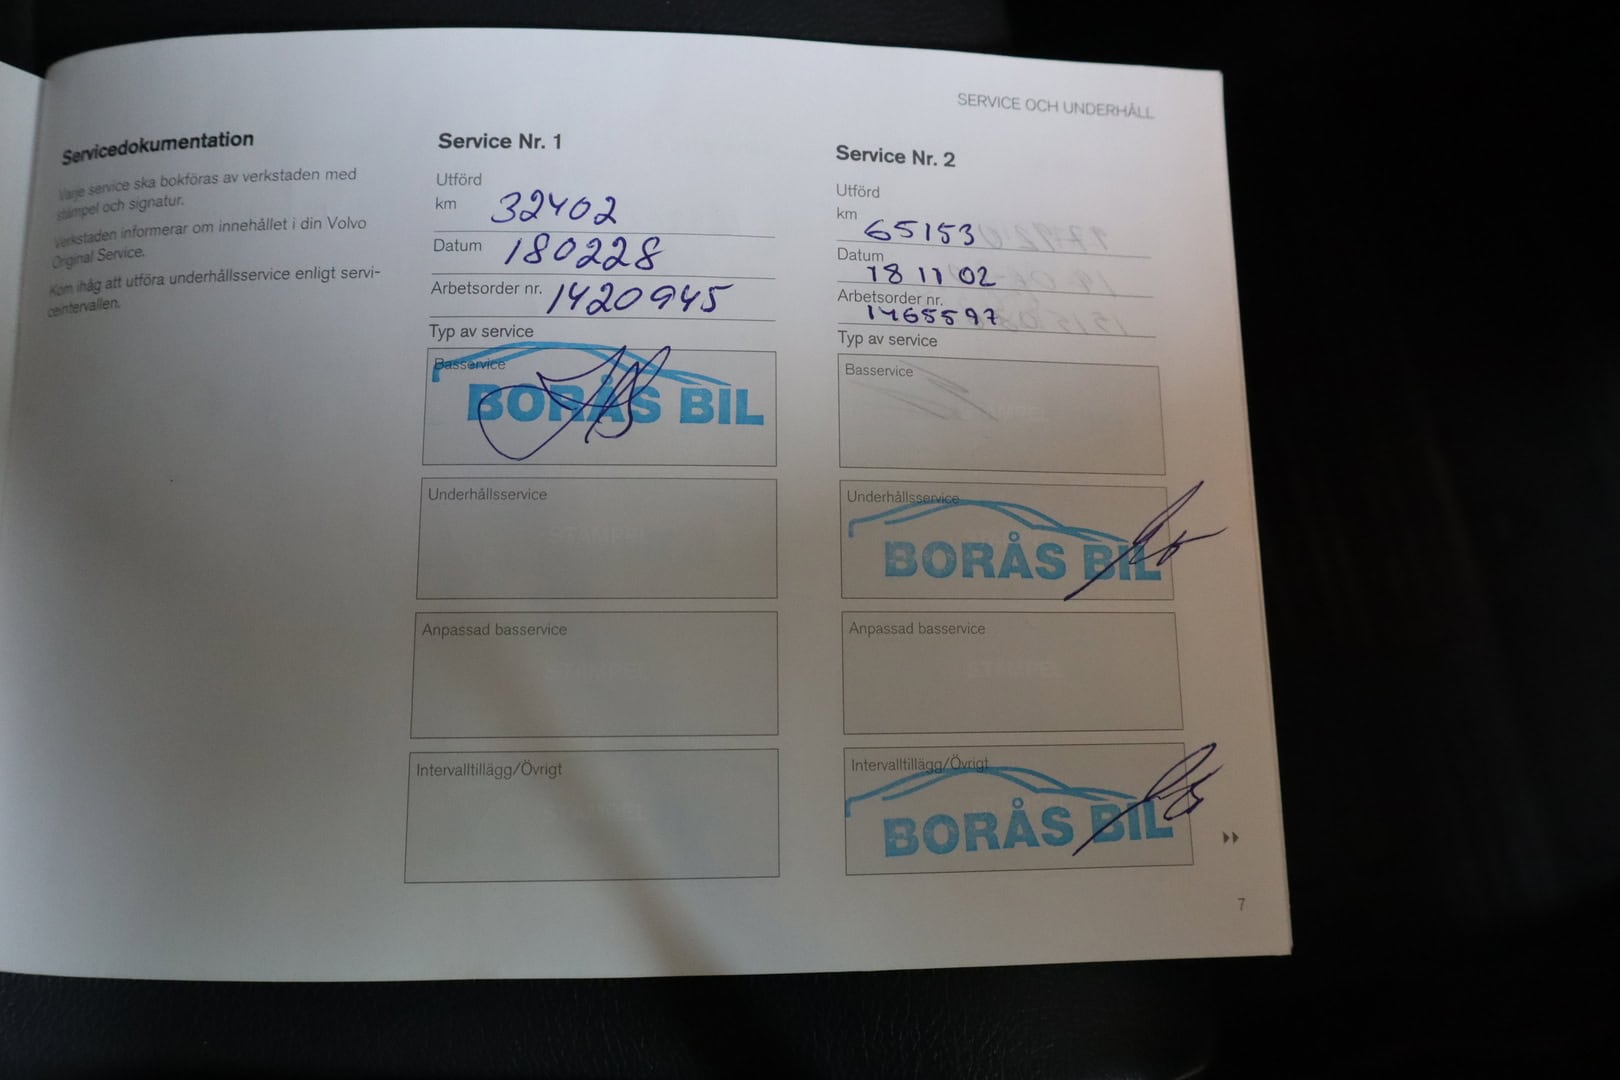 SERVICE OCH UNDERHÅLL
Servicedokumentation
Varje service ska bokföras av verkstaden med
stämpel och signatur.
Verkstaden informerar om innehållet i din Volvo
Original Service.
Kom ihåg att utföra underhållsservice enligt servi-
ceintervallen.
Service Nr. 1
Utförd
km 32402
Datum 180228
Arbetsorder nr. 1420945
Typ av service
Basservice
BORÅS BIL
Underhållsservice
Anpassad basservice
Intervalltillägg/Övrigt
Service Nr. 2
Utförd
km 65153
Datum 181102
Arbetsorder nr. 1465597
Typ av service
Basservice
Underhållsservice
BORÅS BIL
Anpassad basservice
Intervalltillägg/Övrigt
BORÅS BIL
7